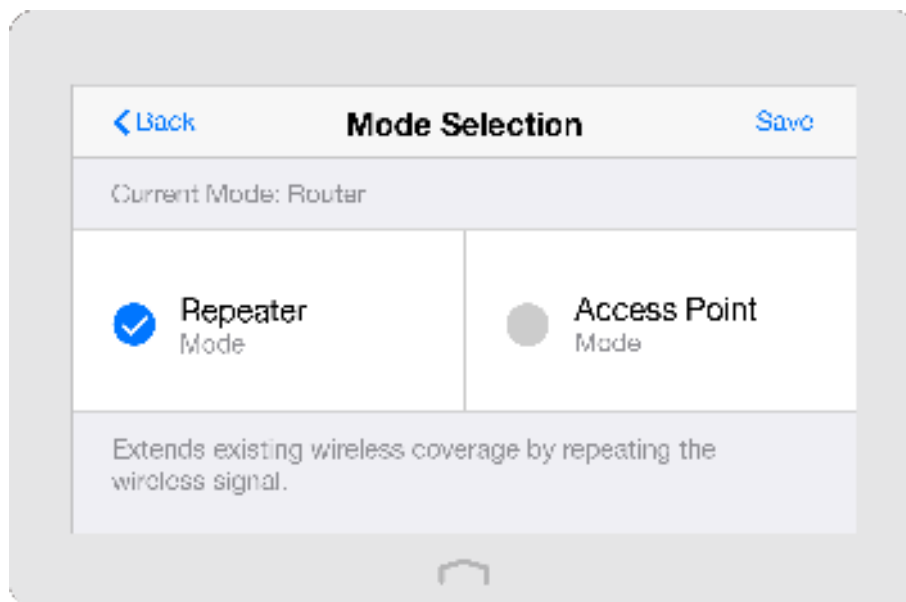 Back
Mode Selection
Save
Current Mode: Router
Repeater
Mode
Access Point
Mode
Extends existing wireless coverage by repeating the
wireless signal.